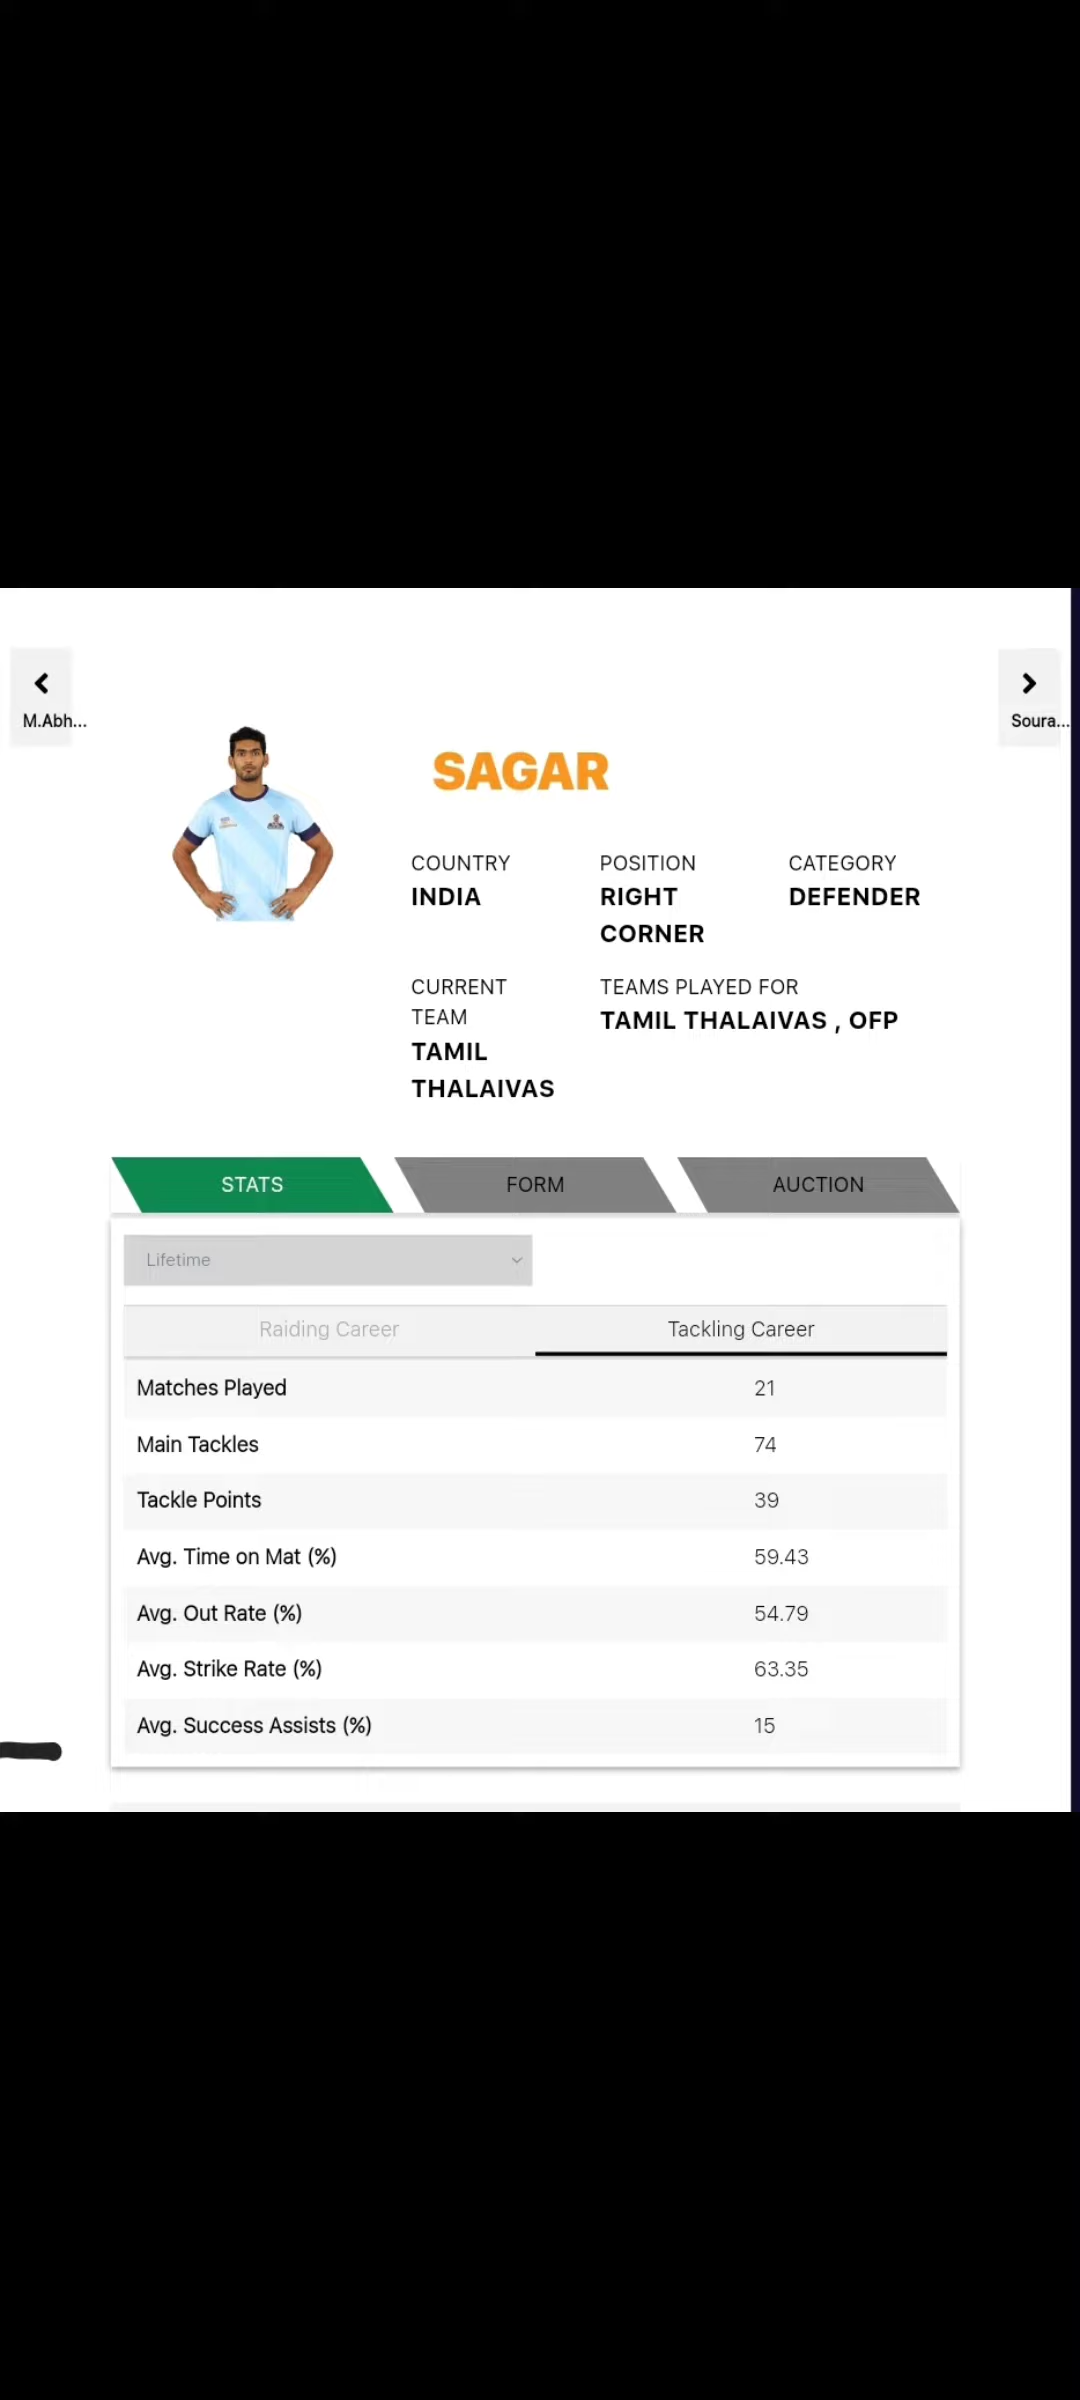 M.Abh...
Soura...
SAGAR
COUNTRY
INDIA
POSITION
RIGHT
CORNER
CATEGORY
DEFENDER
CURRENT
TEAM
TAMIL
THALAIVAS
TEAMS PLAYED FOR
TAMIL THALAIVAS , OFP
STATS FORM AUCTION
Lifetime
Raiding Career Tackling Career
Matches Played 21
Main Tackles 74
Tackle Points 39
Avg. Time on Mat (%) 59.43
Avg. Out Rate (%) 54.79
Avg. Strike Rate (%) 63.35
Avg. Success Assists (%) 15